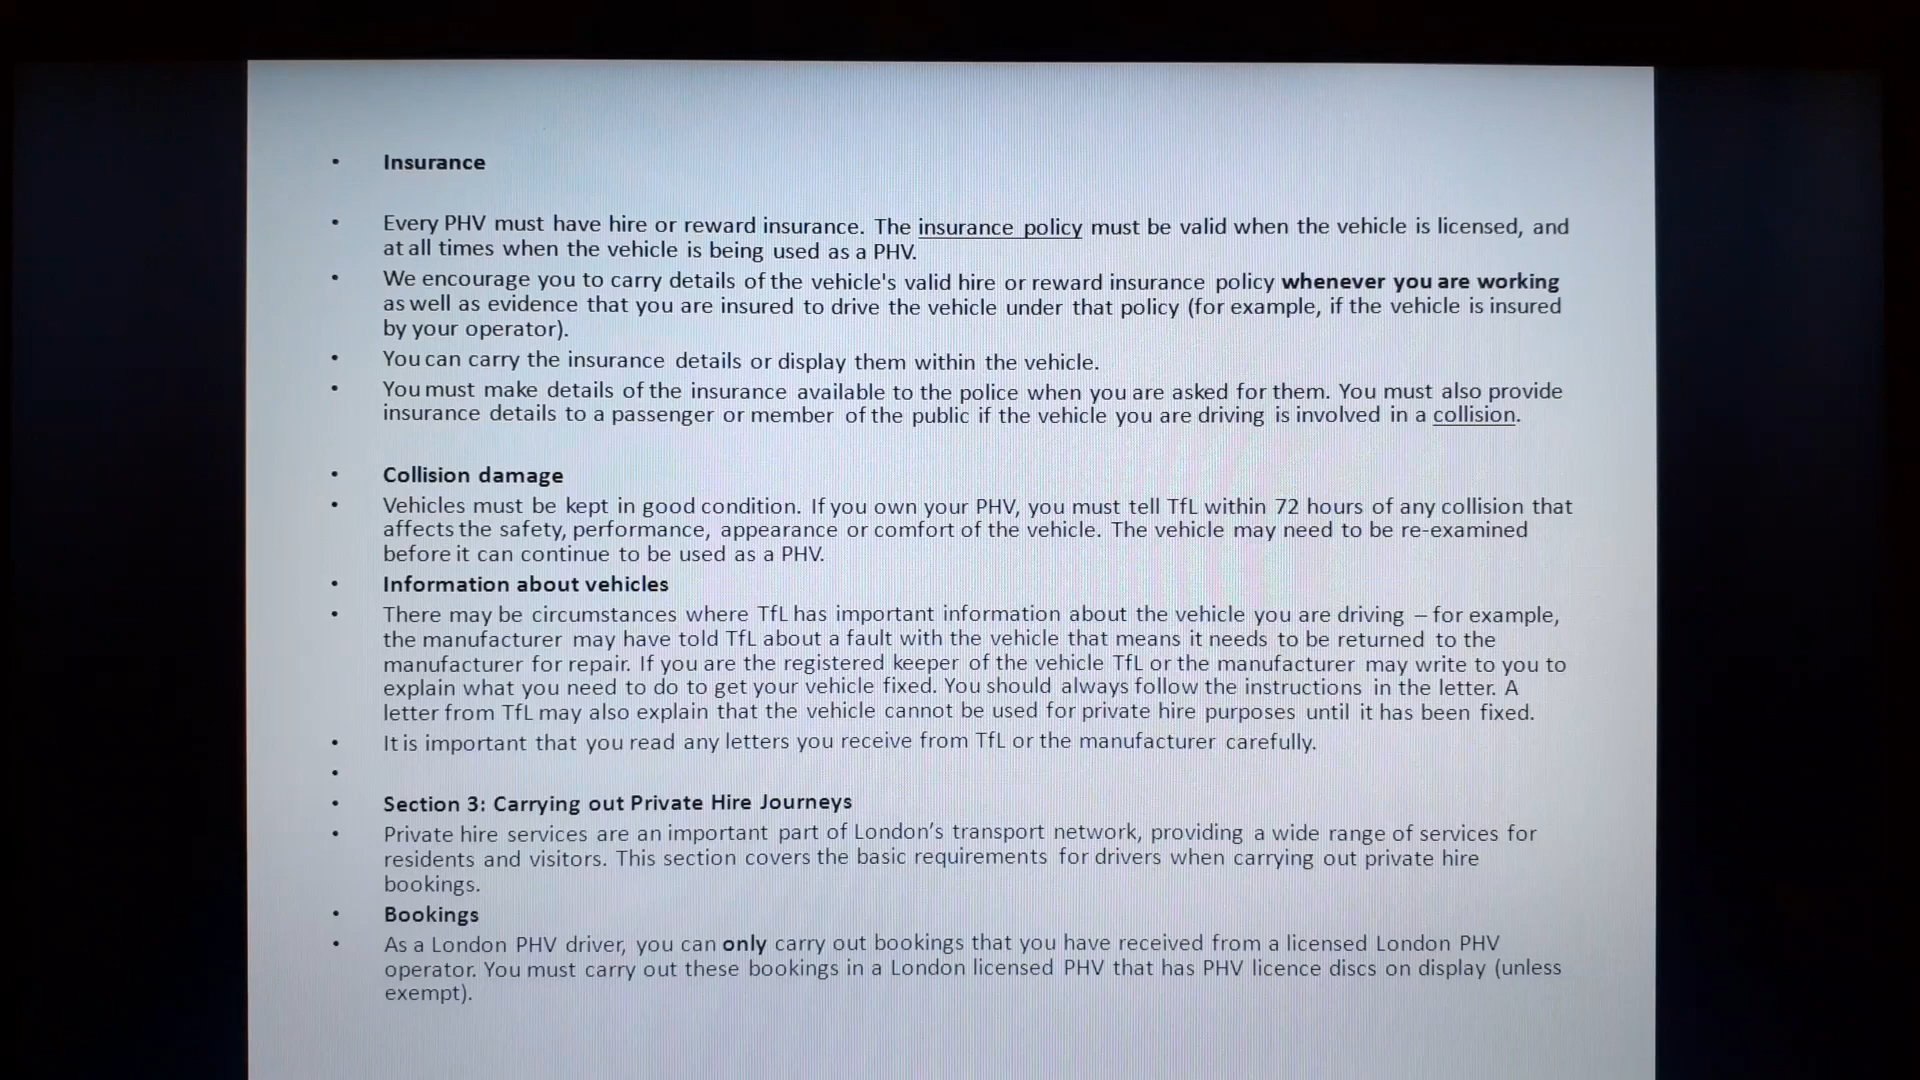 • Insurance
• Every PHV must have hire or reward insurance. The insurance policy must be valid when the vehicle is licensed, and
at all times when the vehicle is being used as a PHV.
• We encourage you to carry details of the vehicle's valid hire or reward insurance policy whenever you are working
as well as evidence that you are insured to drive the vehicle under that policy (for example, if the vehicle is insured
by your operator).
• You can carry the insurance details or display them within the vehicle.
• You must make details of the insurance available to the police when you are asked for them. You must also provide
insurance details to a passenger or member of the public if the vehicle you are driving is involved in a collision.
• Collision damage
• Vehicles must be kept in good condition. If you own your PHV, you must tell TfL within 72 hours of any collision that
affects the safety, performance, appearance or comfort of the vehicle. The vehicle may need to be re-examined
before it can continue to be used as a PHV.
• Information about vehicles
• There may be circumstances where TfL has important information about the vehicle you are driving – for example,
the manufacturer may have told TfL about a fault with the vehicle that means it needs to be returned to the
manufacturer for repair. If you are the registered keeper of the vehicle TfL or the manufacturer may write to you to
explain what you need to do to get your vehicle fixed. You should always follow the instructions in the letter. A
letter from TfL may also explain that the vehicle cannot be used for private hire purposes until it has been fixed.
• It is important that you read any letters you receive from TfL or the manufacturer carefully.
•
• Section 3: Carrying out Private Hire Journeys
• Private hire services are an important part of London’s transport network, providing a wide range of services for
residents and visitors. This section covers the basic requirements for drivers when carrying out private hire
bookings.
• Bookings
• As a London PHV driver, you can only carry out bookings that you have received from a licensed London PHV
operator. You must carry out these bookings in a London licensed PHV that has PHV licence discs on display (unless
exempt).